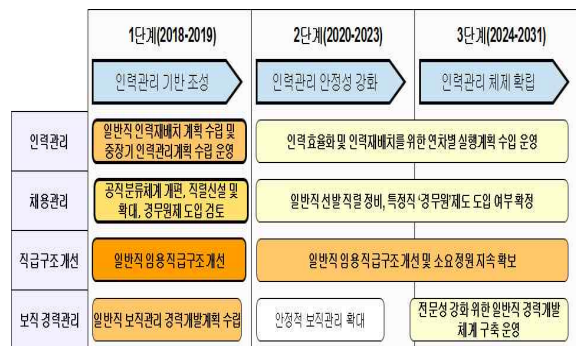 1단계(2018-2019)
2단계(2020-2023)
3단계(2024-2031)
인력관리 기반 조성
인력관리 안정성 강화
인력관리 체제 확립
인력관리
일반직 인력재배치 계획 수립 및
중장기 인력관리계획 수립 운영
인력 효율화 및 인력재배치를 위한 연차별 실행계획 수입 운영
채용관리
공직분류체계 개편, 직렬신설 및
확대, 경무원제 도입 검토
일반직 선발 직렬 정비, 특정직 '경무원'제도 도입 여부 확정
직급구조개선
일반직 임용직급구조 개선
일반직 임용직급구조 개선 및 소요정원 지속 확보
보직 경력관리
일반직 보직관리 경력개발계획 수립
안정적 보직관리 확대
전문성 강화 위한 일반직 경력개발
체계 구축 운영